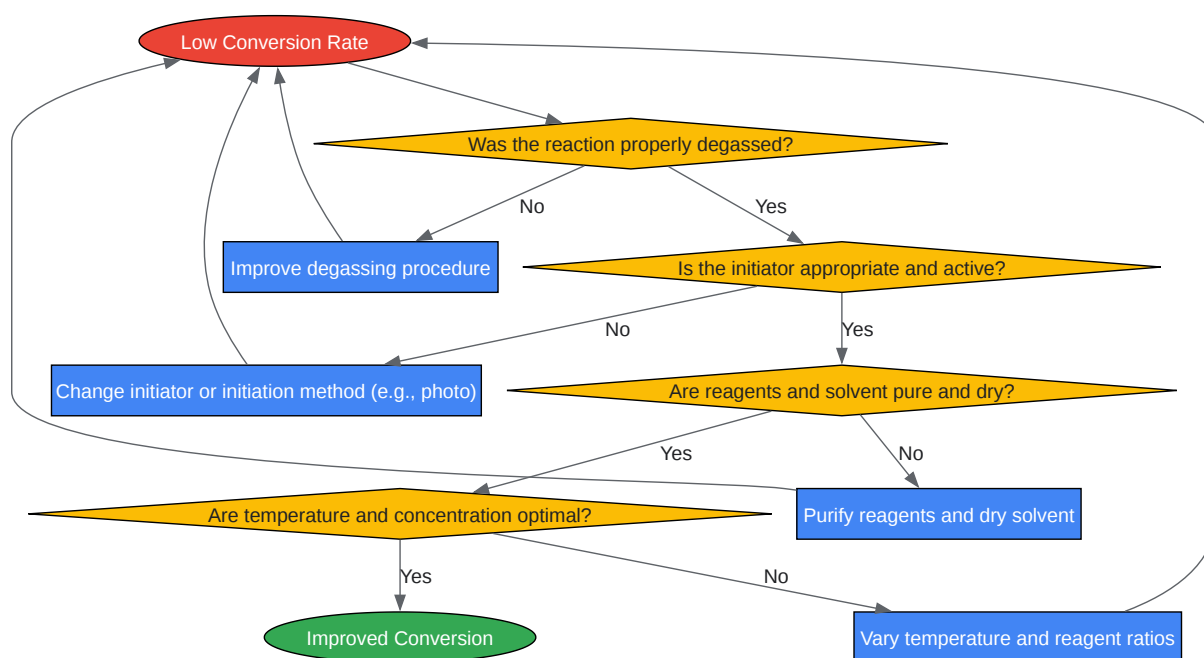 Low Conversion Rate
Was the reaction properly degassed?
No
Yes
Improve degassing procedure
Is the initiator appropriate and active?
No
Yes
Change initiator or initiation method (e.g., photo)
Are reagents and solvent pure and dry?
Yes
No
Are temperature and concentration optimal?
Purify reagents and dry solvent
Yes
No
Improved Conversion
Vary temperature and reagent ratios